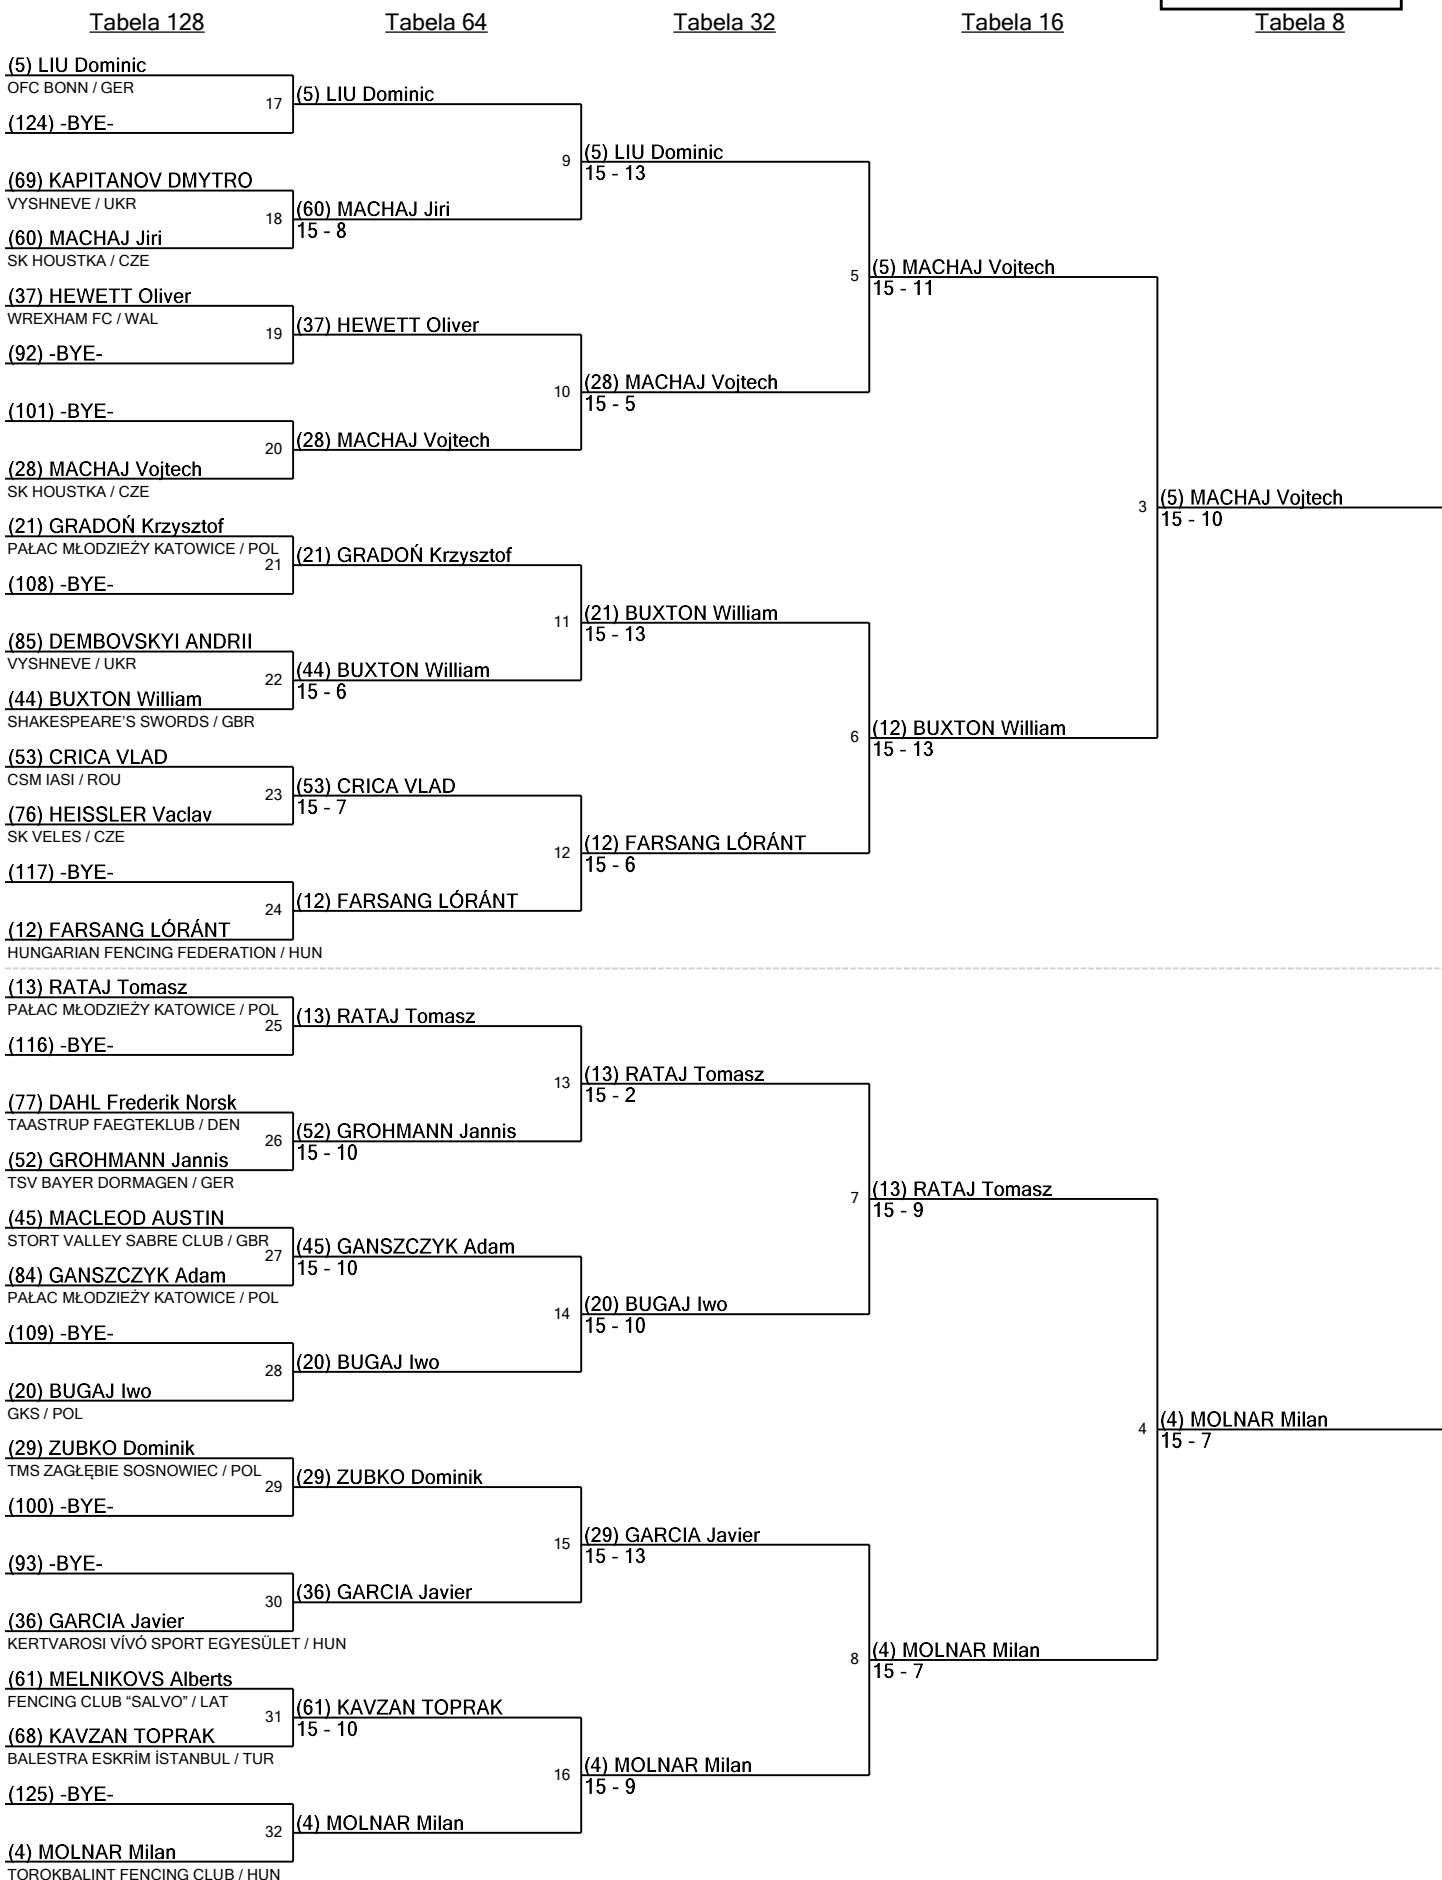 Tabela 128
Tabela 64
Tabela 32
Tabela 16
Tabela 8
(5) LIU Dominic
OFC BONN / GER
17
(124) -BYE-
(69) KAPITANOV DMYTRO
VYSHNEVE / UKR
18
(60) MACHAJ Jiri
SK HOUSTKA / CZE
(37) HEWETT Oliver
WREXHAM FC / WAL
19
(92) -BYE-
(101) -BYE-
20
(28) MACHAJ Vojtech
SK HOUSTKA / CZE
(21) GRADOŃ Krzysztof
PAŁAC MŁODZIEŻY KATOWICE / POL
21
(108) -BYE-
(85) DEMBOVSKYI ANDRII
VYSHNEVE / UKR
22
(44) BUXTON William
SHAKESPEARE'S SWORDS / GBR
(53) CRICA VLAD
CSM IASI / ROU
23
(76) HEISSLER Vaclav
SK VELES / CZE
(117) -BYE-
24
(12) FARSANG LÓRÁNT
HUNGARIAN FENCING FEDERATION / HUN
(13) RATAJ Tomasz
PAŁAC MŁODZIEŻY KATOWICE / POL
25
(116) -BYE-
(77) DAHL Frederik Norsk
TAASTRUP FAEGTEKLUB / DEN
26
(52) GROHMANN Jannis
TSV BAYER DORMAGEN / GER
(45) MACLEOD AUSTIN
STORT VALLEY SABRE CLUB / GBR
27
(84) GANSZCZYK Adam
PAŁAC MŁODZIEŻY KATOWICE / POL
(109) -BYE-
28
(20) BUGAJ Iwo
GKS / POL
(29) ZUBKO Dominik
TMS ZAGŁĘBIE SOSNOWIEC / POL
29
(100) -BYE-
(93) -BYE-
30
(36) GARCIA Javier
KERTVAROSI VÍVÓ SPORT EGYESÜLET / HUN
(61) MELNIKOVS Alberts
FENCING CLUB “SALVO” / LAT
31
(68) KAVZAN TOPRAK
BALESTRA ESKRİM İSTANBUL / TUR
(125) -BYE-
32
(4) MOLNAR Milan
TOROKBALINT FENCING CLUB / HUN
(5) LIU Dominic
9
(60) MACHAJ Jiri
15 - 8
(37) HEWETT Oliver
10
(28) MACHAJ Vojtech
(21) GRADOŃ Krzysztof
11
(44) BUXTON William
15 - 6
(53) CRICA VLAD
15 - 7
12
(12) FARSANG LÓRÁNT
(13) RATAJ Tomasz
13
(52) GROHMANN Jannis
15 - 10
(45) GANSZCZYK Adam
15 - 10
14
(20) BUGAJ Iwo
(29) ZUBKO Dominik
15
(36) GARCIA Javier
(61) KAVZAN TOPRAK
15 - 10
16
(4) MOLNAR Milan
(5) LIU Dominic
15 - 13
5
(28) MACHAJ Vojtech
15 - 5
(21) BUXTON William
15 - 13
6
(12) FARSANG LÓRÁNT
15 - 6
(13) RATAJ Tomasz
15 - 2
7
(20) BUGAJ Iwo
15 - 10
(29) GARCIA Javier
15 - 13
8
(4) MOLNAR Milan
15 - 9
(5) MACHAJ Vojtech
15 - 11
3
(12) BUXTON William
15 - 13
(13) RATAJ Tomasz
15 - 9
4
(4) MOLNAR Milan
15 - 7
(5) MACHAJ Vojtech
15 - 10
(4) MOLNAR Milan
15 - 7